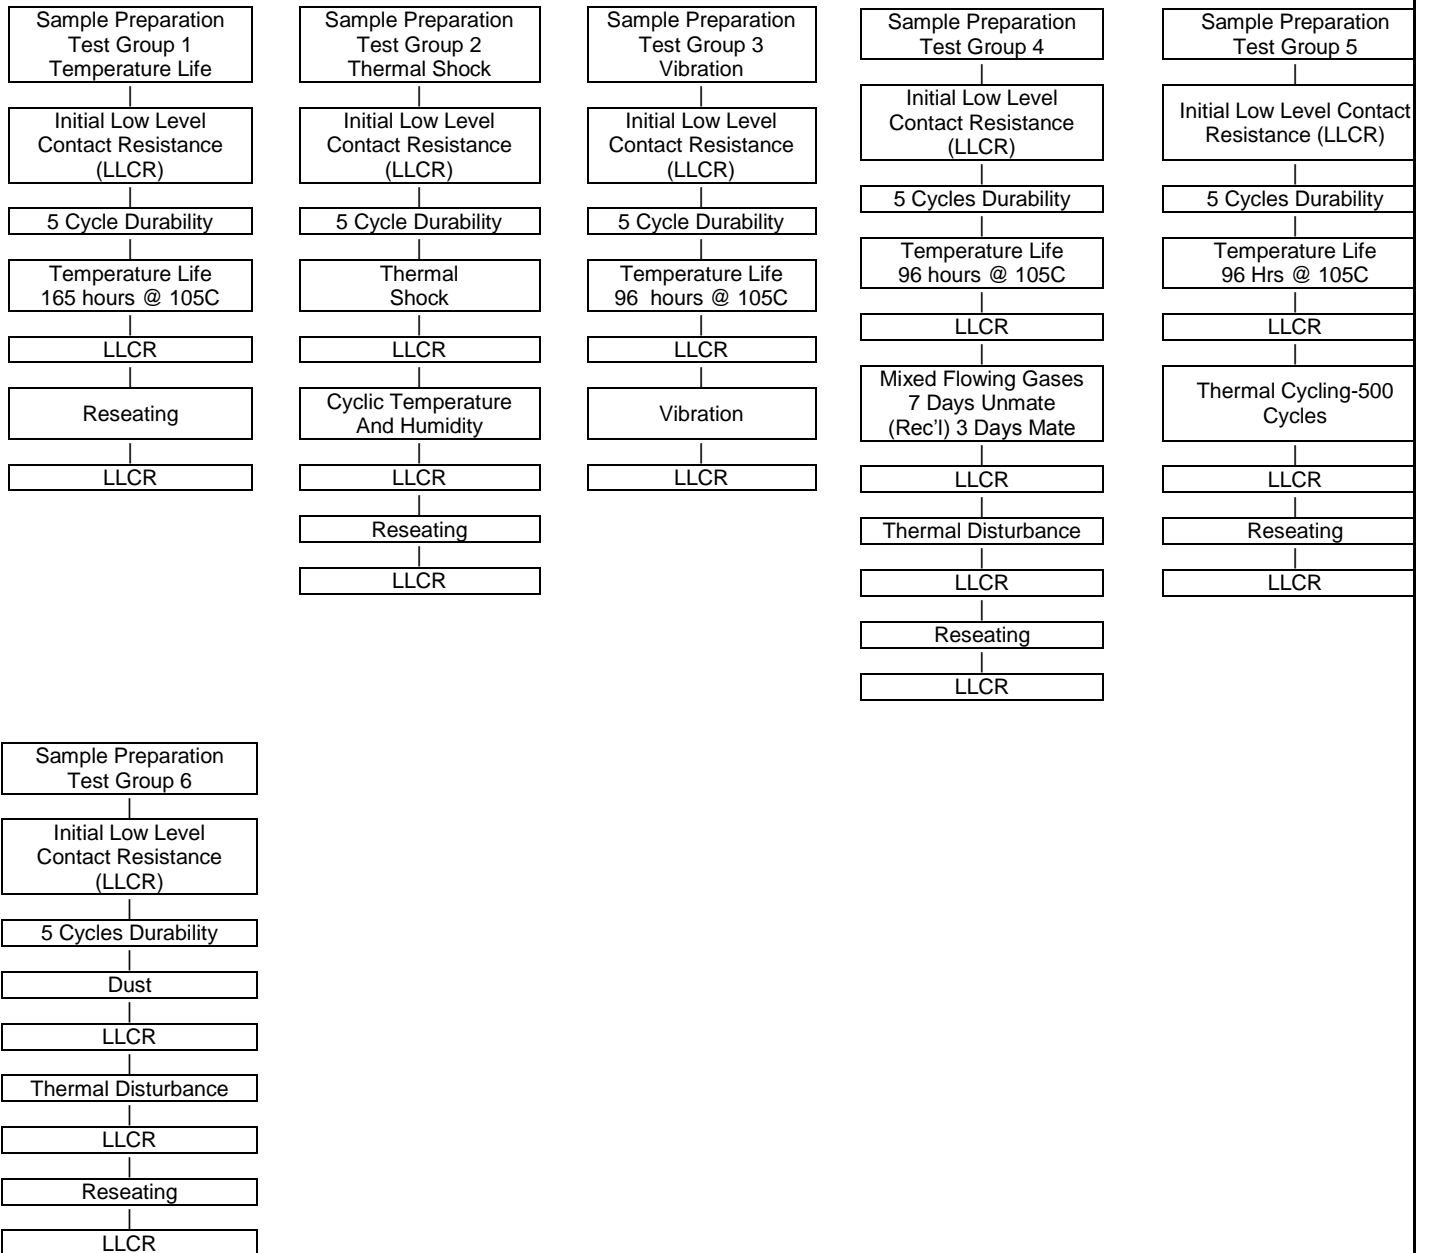 Sample Preparation
Test Group 1
Temperature Life
Initial Low Level
Contact Resistance
(LLCR)
5 Cycle Durability
Temperature Life
165 hours @ 105C
LLCR
Reseating
LLCR
Sample Preparation
Test Group 2
Thermal Shock
Initial Low Level
Contact Resistance
(LLCR)
5 Cycle Durability
Thermal
Shock
LLCR
Cyclic Temperature
And Humidity
LLCR
Reseating
LLCR
Sample Preparation
Test Group 3
Vibration
Initial Low Level
Contact Resistance
(LLCR)
5 Cycle Durability
Temperature Life
96  hours @ 105C
LLCR
Vibration
LLCR
Sample Preparation
Test Group 4
Initial Low Level
Contact Resistance
(LLCR)
5 Cycles Durability
Temperature Life
96 hours @ 105C
LLCR
Mixed Flowing Gases
7 Days Unmate
(Rec'l) 3 Days Mate
LLCR
Thermal Disturbance
LLCR
Reseating
LLCR
Sample Preparation
Test Group 5
Initial Low Level Contact
Resistance (LLCR)
5 Cycles Durability
Temperature Life
96 Hrs @ 105C
LLCR
Thermal Cycling-500
Cycles
LLCR
Reseating
LLCR
Sample Preparation
Test Group 6
Initial Low Level
Contact Resistance
(LLCR)
5 Cycles Durability
Dust
LLCR
Thermal Disturbance
LLCR
Reseating
LLCR